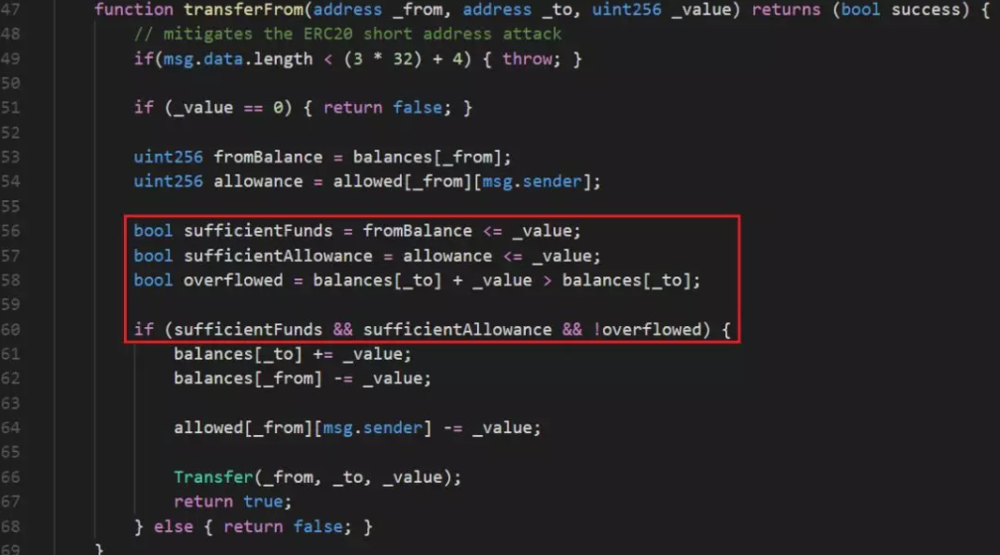 47 function transferFrom(address _from, address _to, uint256 _value) returns (bool success) {
48 // mitigates the ERC20 short address attack
49 if(msg.data.length < (3 * 32) + 4) { throw; }
50
51 if (_value == 0) { return false; }
52
53 uint256 fromBalance = balances[_from];
54 uint256 allowance = allowed[_from][msg.sender];
55
56 bool sufficientFunds = fromBalance <= _value;
57 bool sufficientAllowance = allowance <= _value;
58 bool overflowed = balances[_to] + _value > balances[_to];
59
60 if (sufficientFunds && sufficientAllowance && !overflowed) {
61 balances[_to] += _value;
62 balances[_from] -= _value;
63
64 allowed[_from][msg.sender] -= _value;
65
66 Transfer(_from, _to, _value);
67 return true;
68 } else { return false; }
69 }